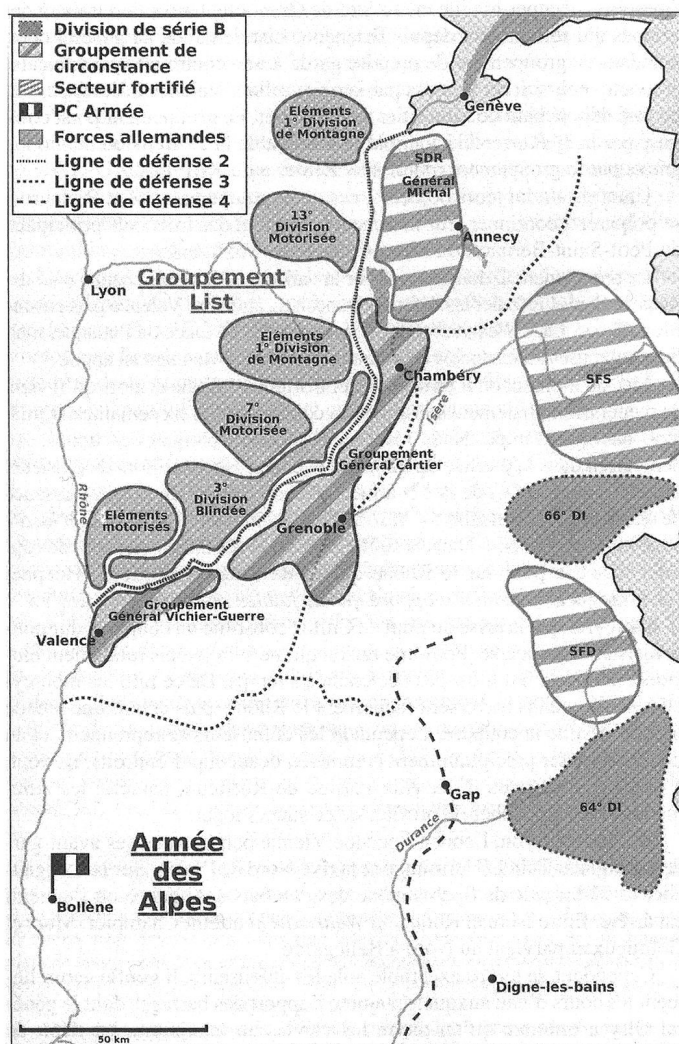 Division de série B
Groupement de
circonstance
Secteur fortifié
PC Armée
Forces allemandes
Ligne de défense 2
Ligne de défense 3
Ligne de défense 4
Genève
Eléments
1° Division
de Montagne
SDR
Général
Michal
13°
Division
Motorisée
Annecy
Lyon
Groupement
List
Eléments
1° Division
de Montagne
Chambéry
SFS
7°
Division
Motorisée
Isère
Groupement
Général Cartier
3°
Division
Blindée
Rhône
Eléments
motorisés
Grenoble
66° DI
Groupement
Général Vichier-Guerre
Valence
SFD
Gap
64° DI
Durance
Armée
des
Alpes
Digne-les-bains
50 km